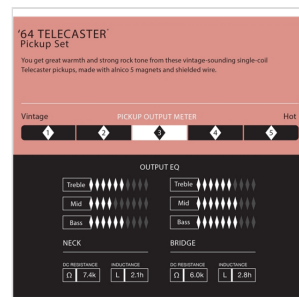 '64 TELECASTER®
Pickup Set
You get great warmth and strong rock tone from these vintage-sounding single-coil
Telecaster pickups, made with alnico 5 magnets and shielded wire.
Vintage PICKUP OUTPUT METER Hot
1 2 3 4 5
OUTPUT EQ
Treble Treble
Mid Mid
Bass Bass
NECK BRIDGE
DC RESISTANCE INDUCTANCE DC RESISTANCE INDUCTANCE
Ω 7.4k L 2.1h Ω 6.0k L 2.8h